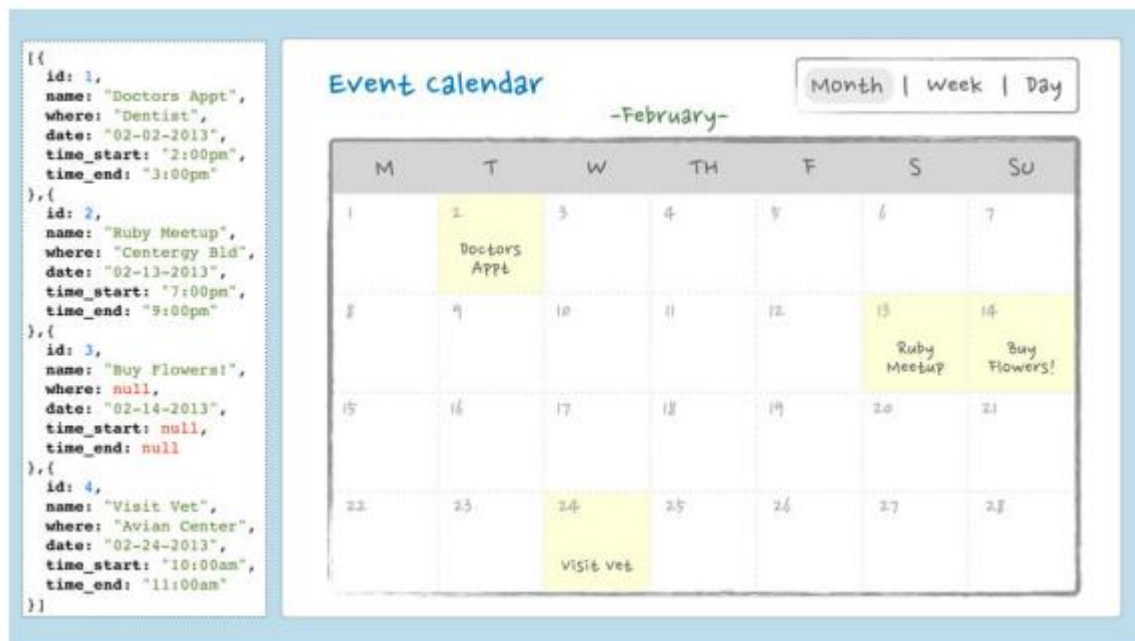 [{
id: 1,
name: "Doctors Appt",
where: "Dentist",
date: "02-02-2013",
time_start: "2:00pm",
time_end: "3:00pm"
},{
id: 2,
name: "Ruby Meetup",
where: "Centergy Bld",
date: "02-13-2013",
time_start: "7:00pm",
time_end: "9:00pm"
},{
id: 3,
name: "Buy Flowers!",
where: null,
date: "02-14-2013",
time_start: null,
time_end: null
},{
id: 4,
name: "Visit Vet",
where: "Avian Center",
date: "02-24-2013",
time_start: "10:00am",
time_end: "11:00am"
}]
Event Calendar
Month | Week | Day
-February-
M T W TH F S SU
1 2 3 4 5 6 7
Doctors
Appt
8 9 10 11 12 13 14
Ruby Buy
Meetup Flowers!
15 16 17 18 19 20 21
22 23 24 25 26 27 28
Visit Vet